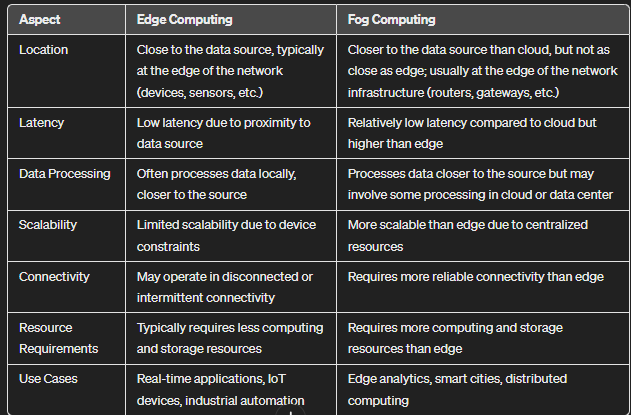 Aspect Edge Computing Fog Computing
Location Close to the data source, typically Closer to the data source than cloud, but not as
at the edge of the network close as edge; usually at the edge of the network
(devices, sensors, etc.) infrastructure (routers, gateways, etc.)
Latency Low latency due to proximity to Relatively low latency compared to cloud but
data source higher than edge
Data Processing Often processes data locally, Processes data closer to the source but may
closer to the source involve some processing in cloud or data center
Scalability Limited scalability due to device More scalable than edge due to centralized
constraints resources
Connectivity May operate in disconnected or Requires more reliable connectivity than edge
intermittent connectivity
Resource Typically requires less computing Requires more computing and storage
Requirements and storage resources resources than edge
Use Cases Real-time applications, IoT Edge analytics, smart cities, distributed
devices, industrial automation computing